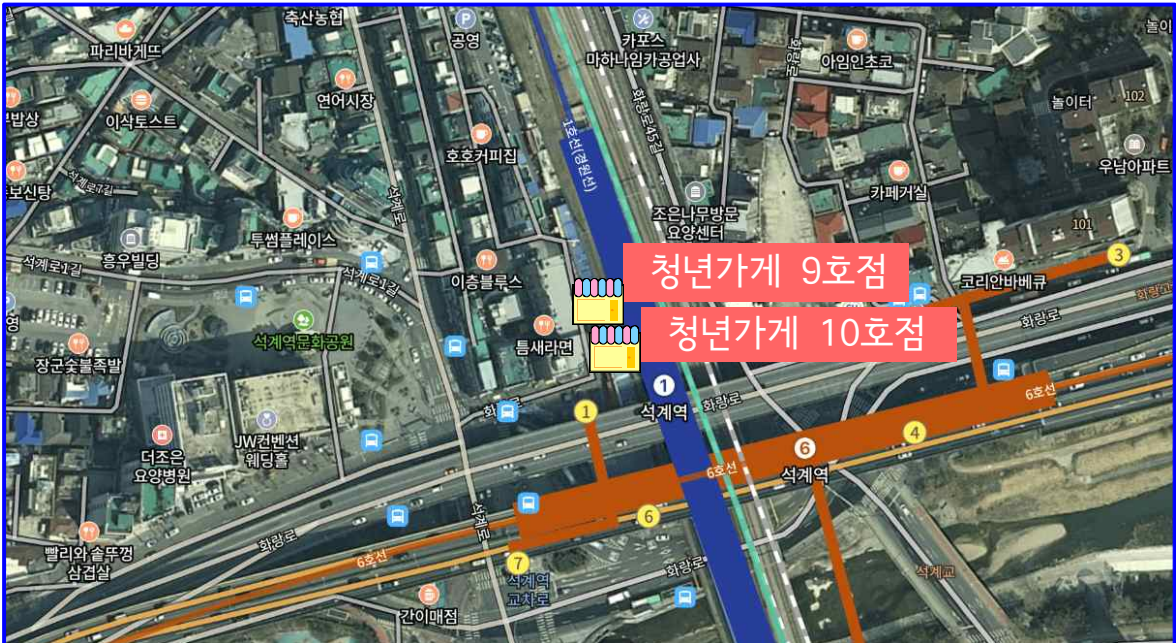 축산농협
공영
카포스
마하나임카공업사
화랑로
아임인초코
놀이
파리바게뜨
연어시장
화랑로45길
놀이터
102
부밥상
이삭토스트
1호선(경원선)
호호커피집
우남아파트
보신탕
석계로7길
석계로
조은나무방문
요양센터
카페거실
101
투썸플레이스
흥우빌딩
석계로1길
석계로1길
이층블루스
청년가게 9호점
코리안바베큐
3
화랑로
영
석계역문화공원
틈새라면
청년가게 10호점
화랑로
장군숯불족발
1
석계역
화랑로
6호선
화랑로
1
JW컨벤션
웨딩홀
더조은
요양병원
6
석계역
4
6호선
석계로
6
빨리와솥뚜껑
삼겹살
화랑로
6호선
7
석계역
교차로
화랑로
석계교
간이매점